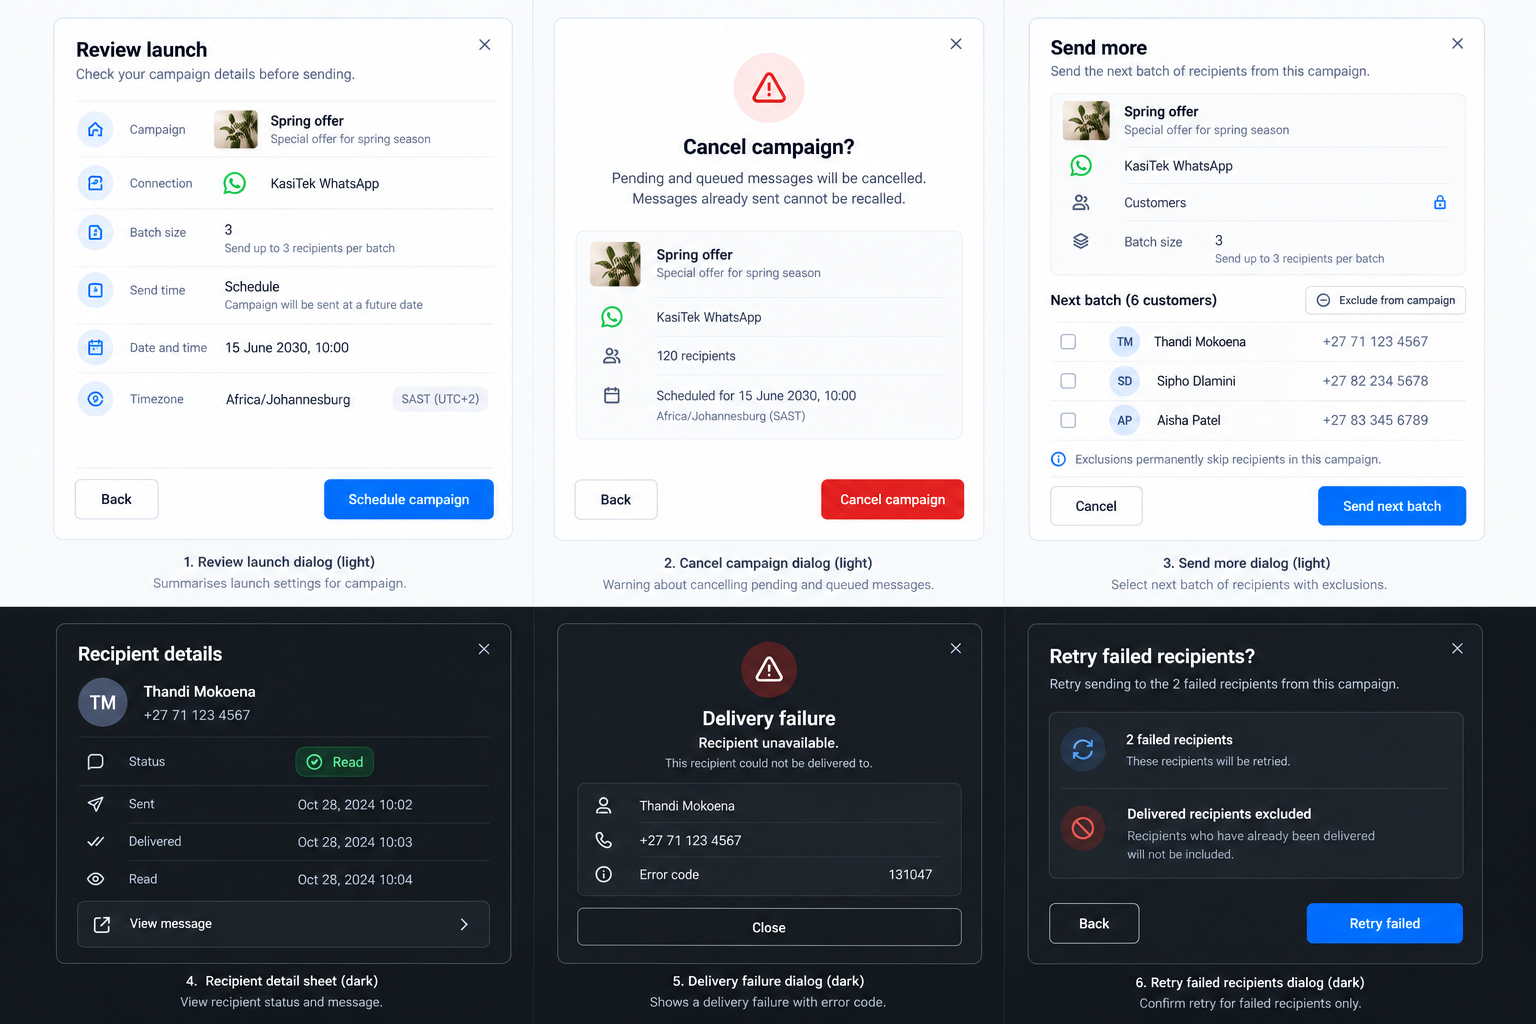 Review launch
Check your campaign details before sending.
Campaign
Spring offer
Special offer for spring season
Connection
KasiTek WhatsApp
Batch size
3
Send up to 3 recipients per batch
Send time
Schedule
Campaign will be sent at a future date
Date and time
15 June 2030, 10:00
Timezone
Africa/Johannesburg
SAST (UTC+2)
Back
Schedule campaign
1. Review launch dialog (light)
Summarises launch settings for campaign.
Cancel campaign?
Pending and queued messages will be cancelled.
Messages already sent cannot be recalled.
Spring offer
Special offer for spring season
KasiTek WhatsApp
120 recipients
Scheduled for 15 June 2030, 10:00
Africa/Johannesburg (SAST)
Back
Cancel campaign
2. Cancel campaign dialog (light)
Warning about cancelling pending and queued messages.
Send more
Send the next batch of recipients from this campaign.
Spring offer
Special offer for spring season
KasiTek WhatsApp
Customers
Batch size
3
Send up to 3 recipients per batch
Next batch (6 customers)
Exclude from campaign
TM Thandi Mokoena +27 71 123 4567
SD Sipho Dlamini +27 82 234 5678
AP Aisha Patel +27 83 345 6789
Exclusions permanently skip recipients in this campaign.
Cancel
Send next batch
3. Send more dialog (light)
Select next batch of recipients with exclusions.
Recipient details
TM
Thandi Mokoena
+27 71 123 4567
Status
Read
Sent
Oct 28, 2024 10:02
Delivered
Oct 28, 2024 10:03
Read
Oct 28, 2024 10:04
View message
4. Recipient detail sheet (dark)
View recipient status and message.
Delivery failure
Recipient unavailable.
This recipient could not be delivered to.
Thandi Mokoena
+27 71 123 4567
Error code
131047
Close
5. Delivery failure dialog (dark)
Shows a delivery failure with error code.
Retry failed recipients?
Retry sending to the 2 failed recipients from this campaign.
2 failed recipients
These recipients will be retried.
Delivered recipients excluded
Recipients who have already been delivered
will not be included.
Back
Retry failed
6. Retry failed recipients dialog (dark)
Confirm retry for failed recipients only.